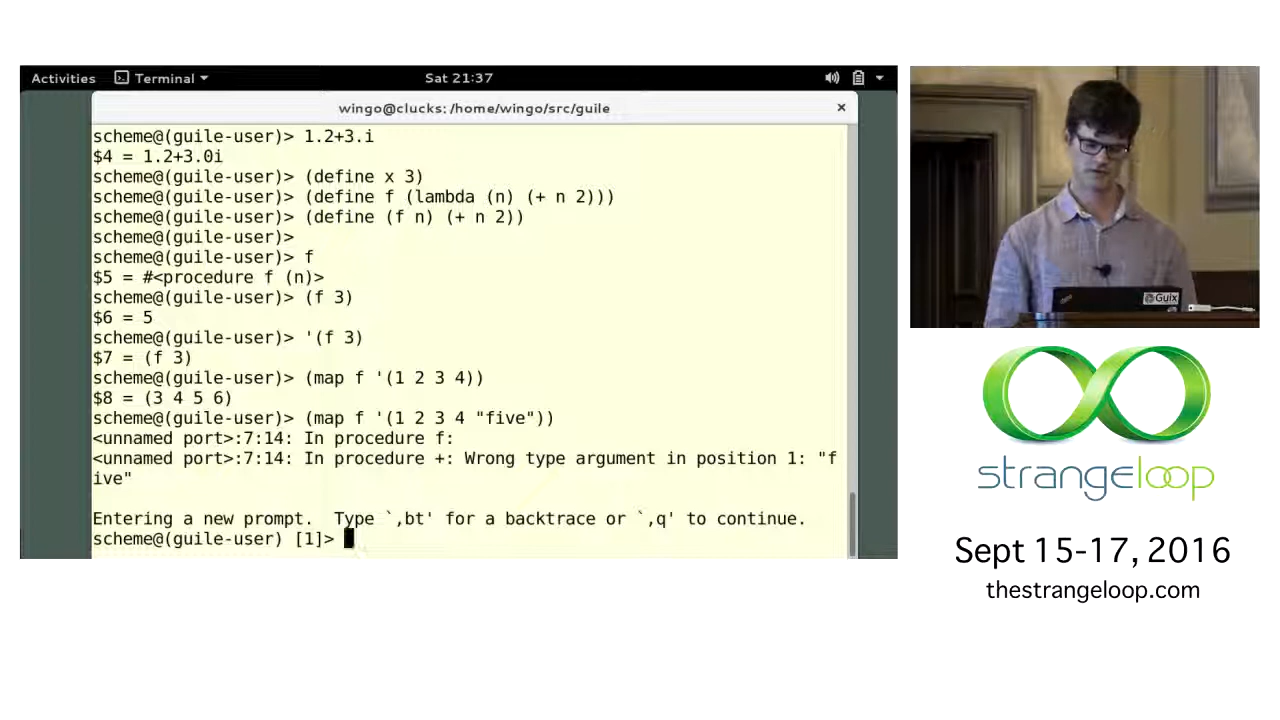 Activities
Terminal
Sat 21:37
wingo@clucks:/home/wingo/src/guile
×
scheme@(guile-user)> 1.2+3.i
$4 = 1.2+3.0i
scheme@(guile-user)> (define x 3)
scheme@(guile-user)> (define f (lambda (n) (+ n 2)))
scheme@(guile-user)> (define (f n) (+ n 2))
scheme@(guile-user)>
scheme@(guile-user)> f
$5 = #<procedure f (n)>
scheme@(guile-user)> (f 3)
$6 = 5
scheme@(guile-user)> '(f 3)
$7 = (f 3)
scheme@(guile-user)> (map f '(1 2 3 4))
$8 = (3 4 5 6)
scheme@(guile-user)> (map f '(1 2 3 4 "five"))
<unnamed port>:7:14: In procedure f:
<unnamed port>:7:14: In procedure +: Wrong type argument in position 1: "f
ive"
Entering a new prompt.  Type `,bt' for a backtrace or `,q' to continue.
scheme@(guile-user) [1]>
Guix
strangeloop
Sept 15-17, 2016
thestrangeloop.com